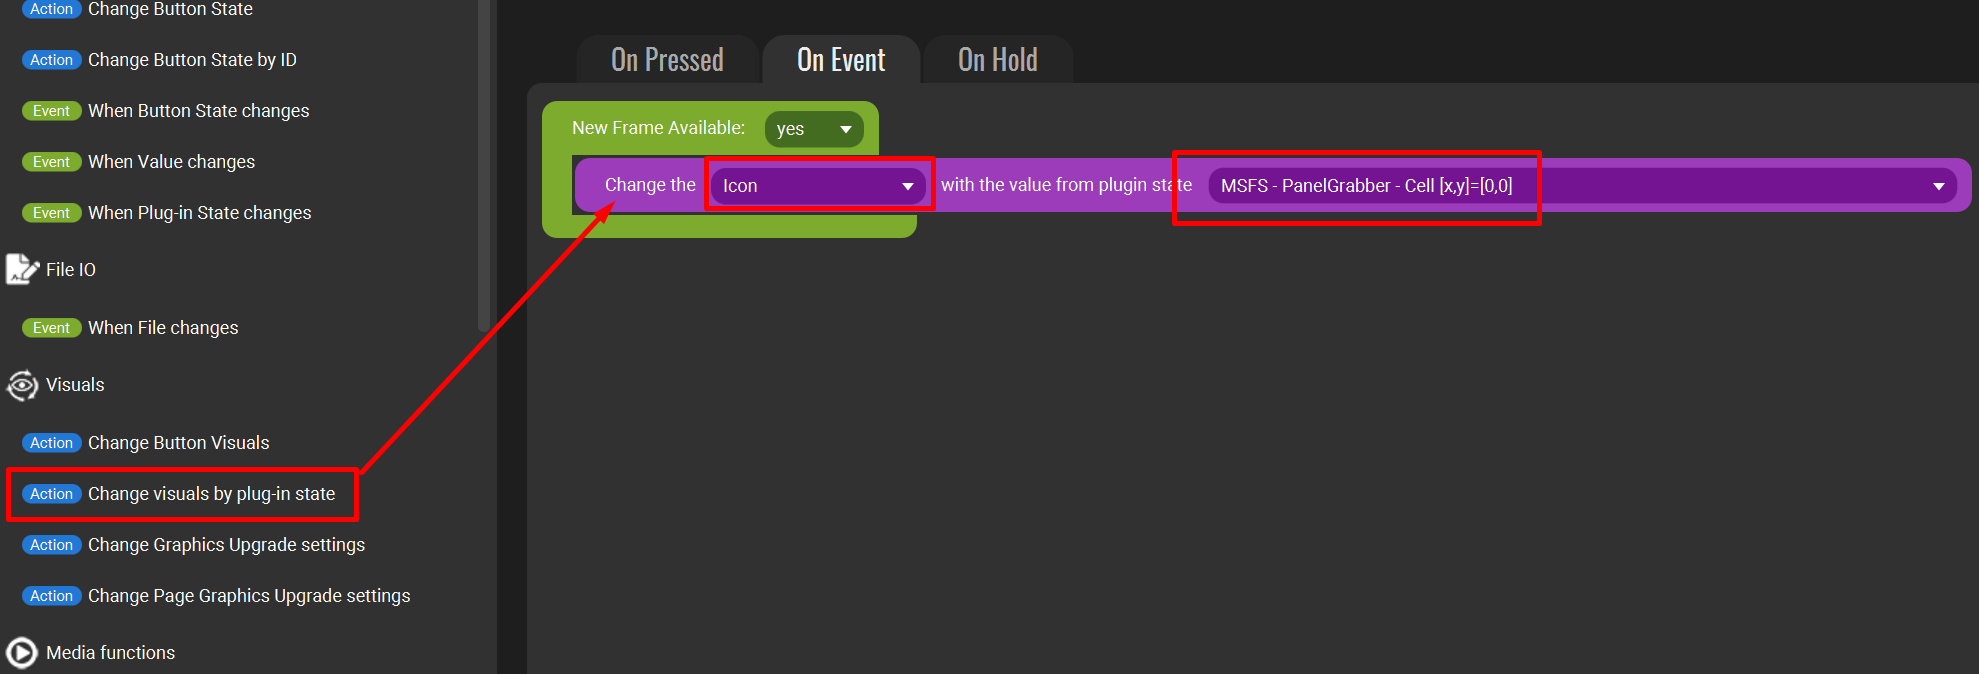 Action Change Button State
Action Change Button State by ID
Event When Button State changes
Event When Value changes
Event When Plug-in State changes
File IO
Event When File changes
Visuals
Action Change Button Visuals
Action Change visuals by plug-in state
Action Change Graphics Upgrade settings
Action Change Page Graphics Upgrade settings
Media functions
On Pressed On Event On Hold
New Frame Available: yes
Change the Icon with the value from plugin state MSFS - PanelGrabber - Cell [x,y]=[0,0]